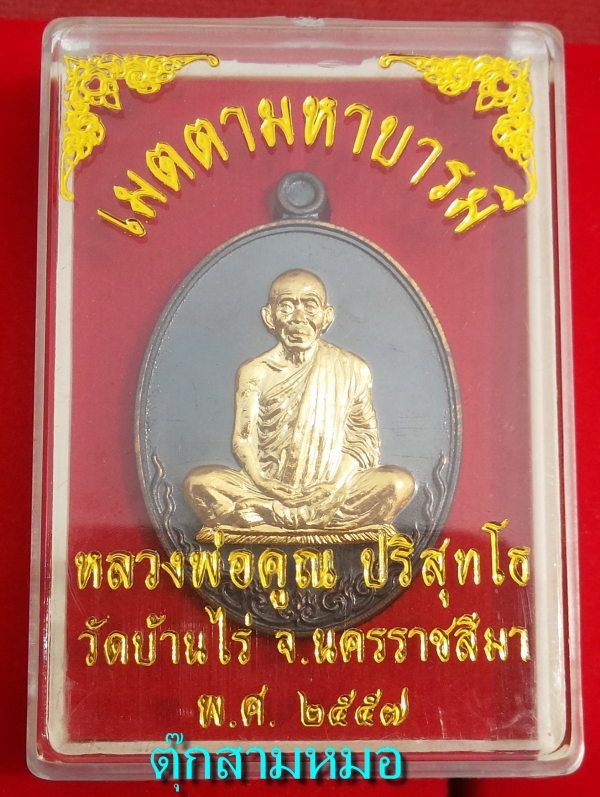 เมตตามหาบารมี
หลวงพ่อคูณ ปริสุทโธ
วัดบ้านไร่ จ.นครราชสีมา
พ.ศ. ๒๕๕๗
ตุ๊กสามหมอ